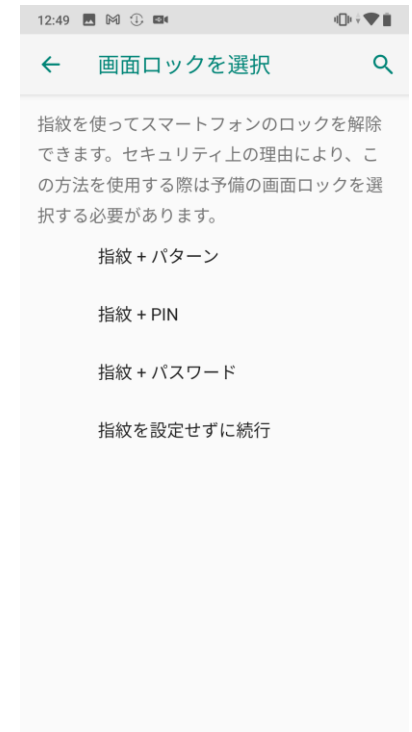 12:49
画面ロックを選択
指紋を使ってスマートフォンのロックを解除
できます。セキュリティ上の理由により、こ
の方法を使用する際は予備の画面ロックを選
択する必要があります。
指紋 + パターン
指紋 + PIN
指紋 + パスワード
指紋を設定せずに続行